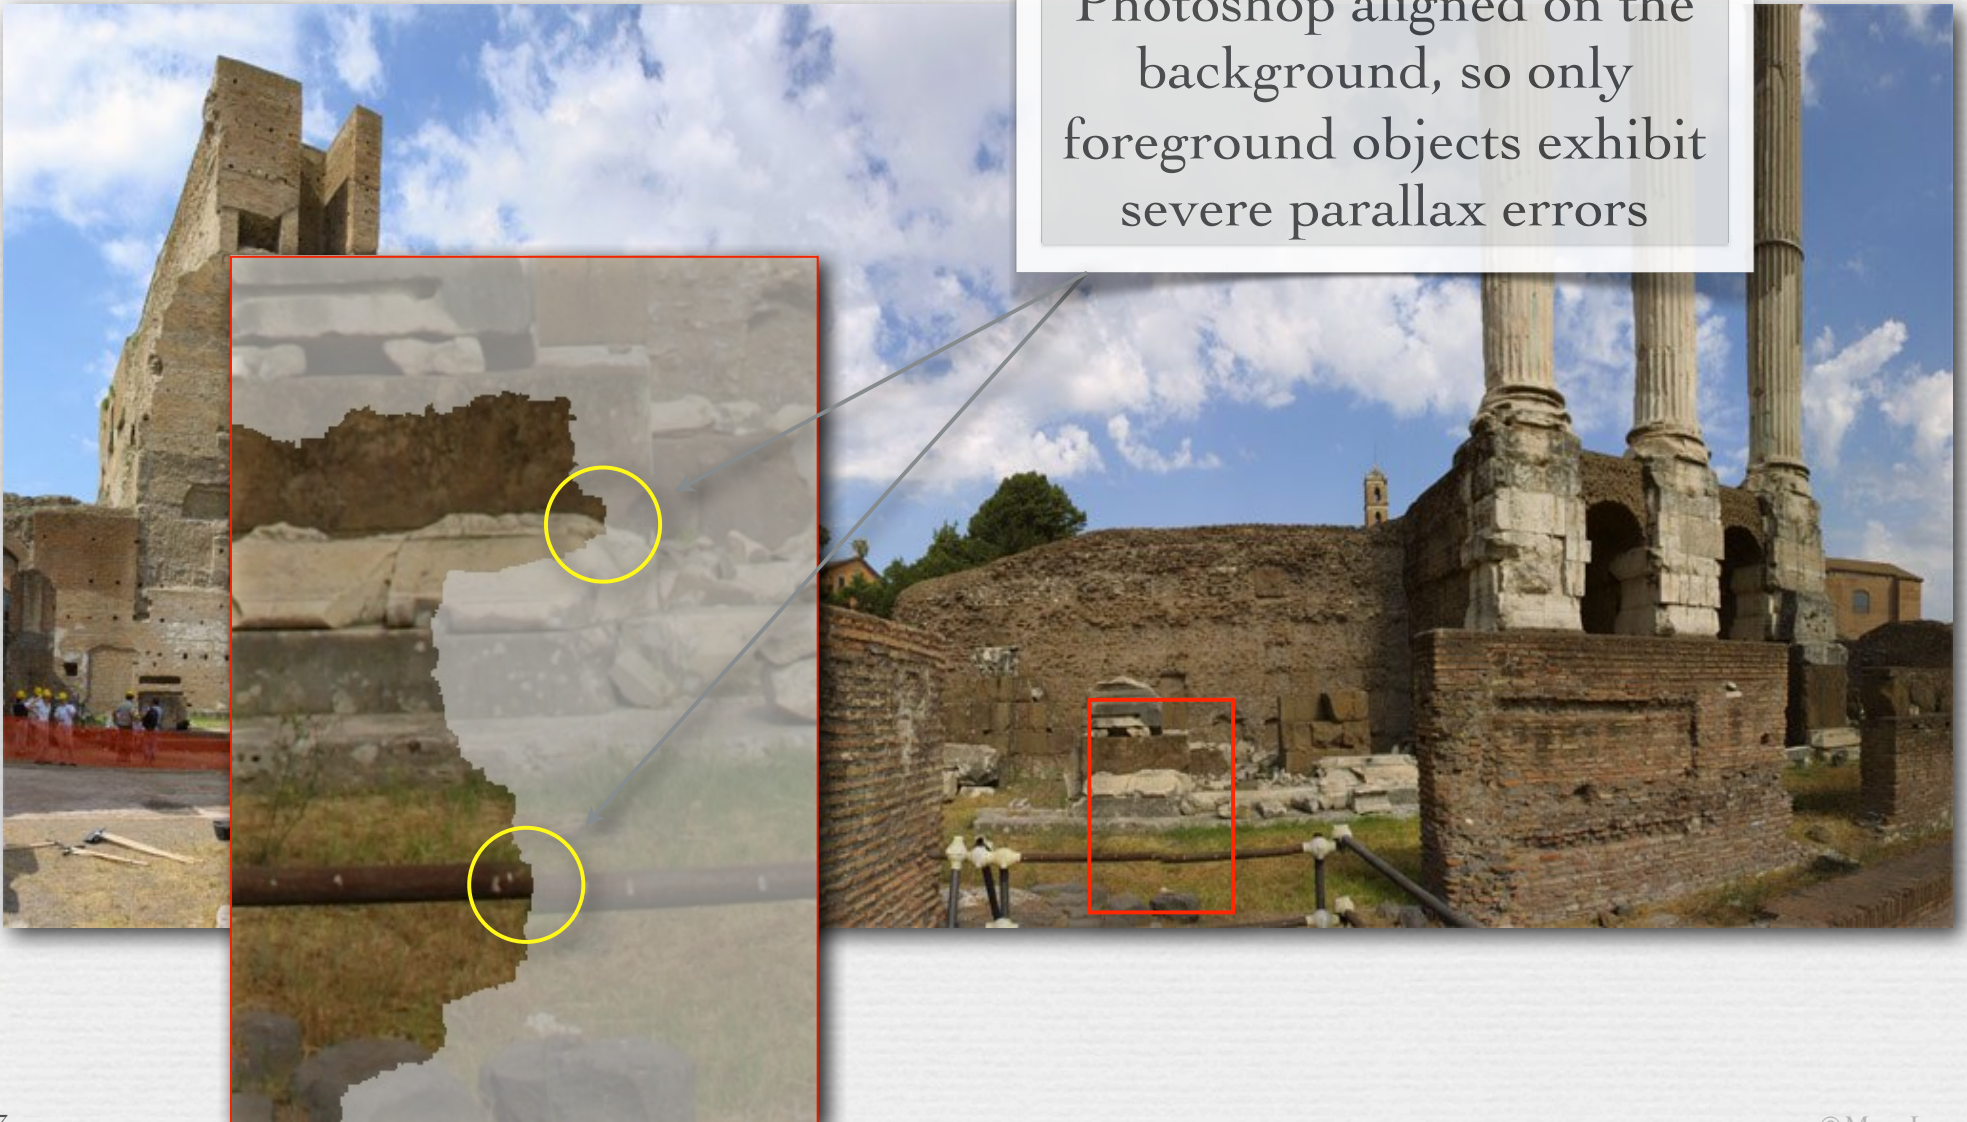 Photoshop aligned on the
background, so only
foreground objects exhibit
severe parallax errors